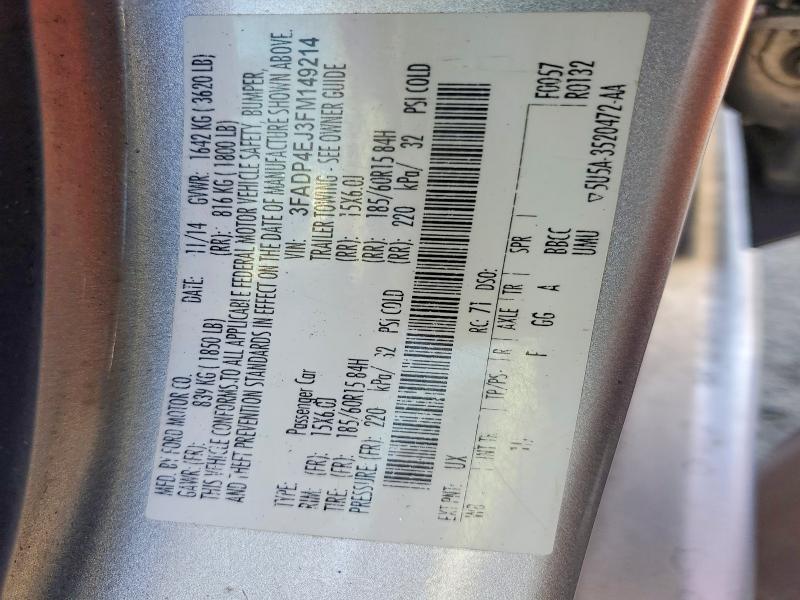 MFD. BY FORD MOTOR CO.
DATE: 11/14 GVWR: 1642 KG (3620 LB)
GAWR: (FR): 839 KG (1850 LB) (RR): 816 KG (1800 LB)
THIS VEHICLE CONFORMS TO ALL APPLICABLE FEDERAL MOTOR VEHICLE SAFETY, BUMPER,
AND THEFT PREVENTION STANDARDS IN EFFECT ON THE DATE OF MANUFACTURE SHOWN ABOVE.
VIN: 3FADP4EJ3FM149214
TYPE: Passenger Car TRAILER TOWING - SEE OWNER GUIDE
RIM: (FR): 15X6.0J (RR): 15X6.0J
TIRE: (FR): 185/60R15 84H (RR): 185/60R15 84H
PRESSURE (FR): 220 kPa/ 32 PSI COLD (RR): 220 kPa/ 32 PSI COLD
EXT PNT: UX RC: 71 DSO: F0057
WB INT TR TP/PS R AXLE TR SPR R0132
F GG A BBCC
UMU
▽5U5A-3520472-AA